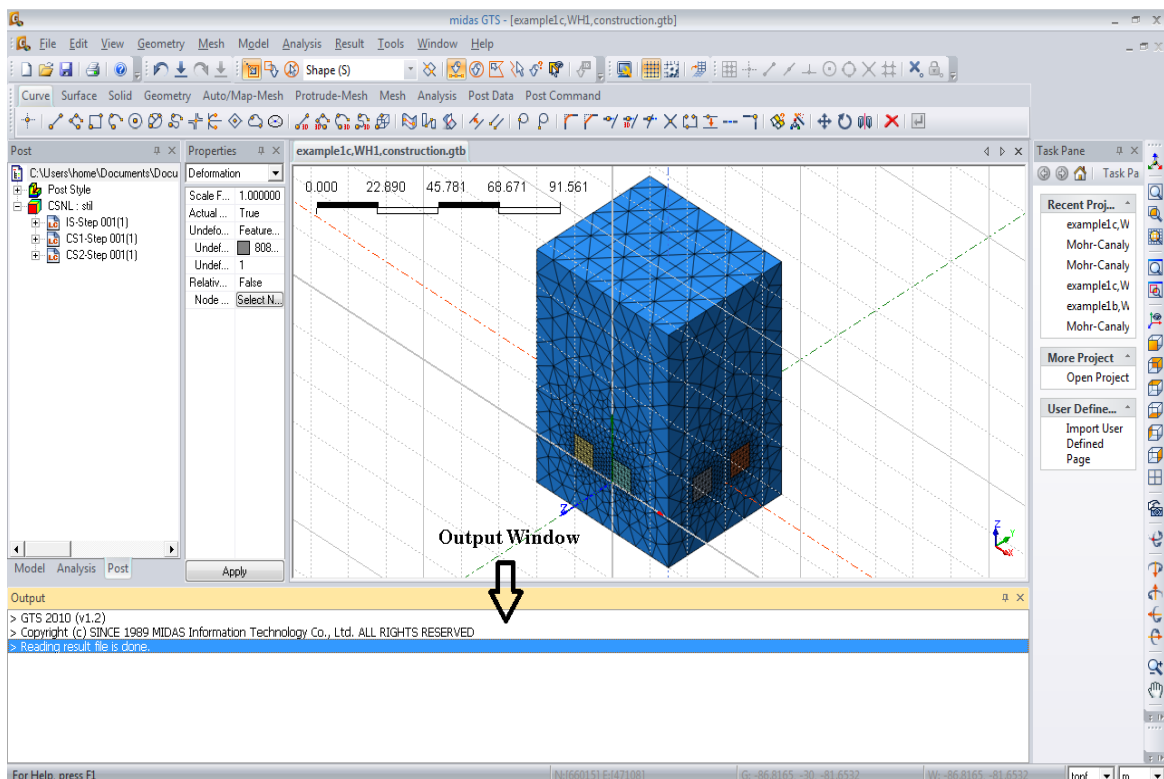 midas GTS - [example1c,WH1,construction.gtb]
File Edit View Geometry Mesh Model Analysis Result Tools Window Help
Shape (S)
Curve Surface Solid Geometry Auto/Map-Mesh Protrude-Mesh Mesh Analysis Post Data Post Command
Post
C:\Users\home\Documents\Docu
Post Style
CSNL : stil
IS-Step 001(1)
CS1-Step 001(1)
CS2-Step 001(1)
Model Analysis Post
Properties
Deformation
Scale F... 1.000000
Actual ... True
Undefo... Feature...
Undef... 808...
Undef... 1
Relativ... False
Node ... Select N...
Apply
example1c,WH1,construction.gtb
0.000 22.890 45.781 68.671 91.561
Z
Output Window
Z
Y
X
Task Pane
Task Pa
Recent Proj...
example1c,W
Mohr-Canaly
Mohr-Canaly
example1c,W
example1b,W
Mohr-Canaly
More Project
Open Project
User Define...
Import User
Defined
Page
Output
> GTS 2010 (v1.2)
> Copyright (c) SINCE 1989 MIDAS Information Technology Co., Ltd. ALL RIGHTS RESERVED
> Reading result file is done.
For Help, press F1
N:[66015] E:[47108]
G: -86.8165, -30, -81.6532
W: -86.8165, -81.6532
tonf m